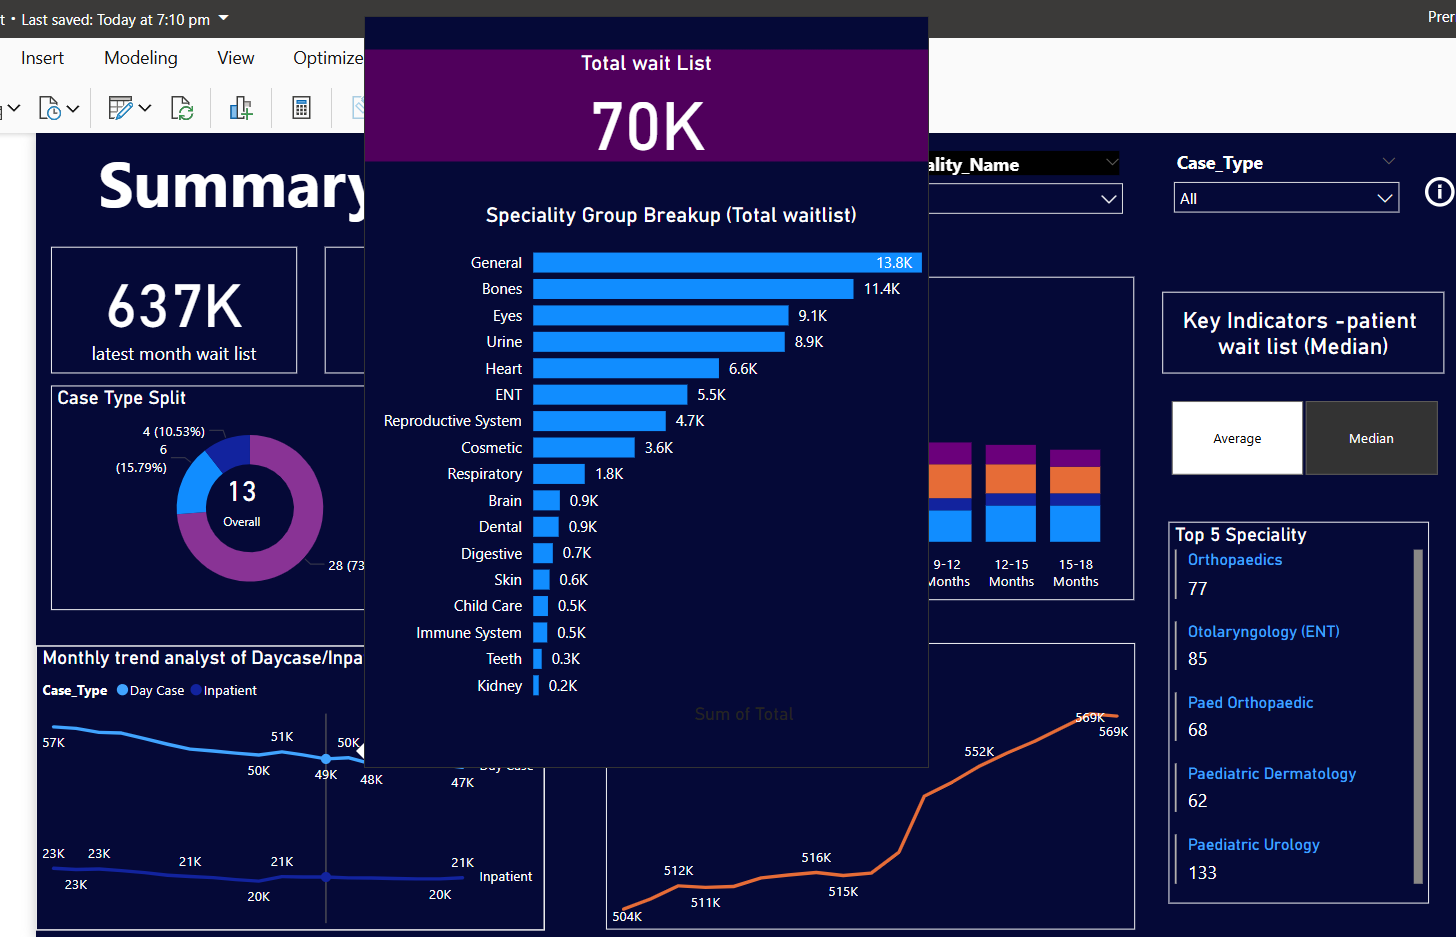 t • Last saved: Today at 7:10 pm
Prer
Insert
Modeling
View
Optimize
Summary
637K
latest month wait list
Case Type Split
4 (10.53%)
6
(15.79%)
13
Overall
28 (73
Total wait List
70K
Speciality Group Breakup (Total waitlist)
General 13.8K
Bones 11.4K
Eyes 9.1K
Urine 8.9K
Heart 6.6K
ENT 5.5K
Reproductive System 4.7K
Cosmetic 3.6K
Respiratory 1.8K
Brain 0.9K
Dental 0.9K
Digestive 0.7K
Skin 0.6K
Child Care 0.5K
Immune System 0.5K
Teeth 0.3K
Kidney 0.2K
Sum of Total
ality_Name
Case_Type
All
9-12
Months
12-15
Months
15-18
Months
Key Indicators -patient
wait list (Median)
Average
Median
Top 5 Speciality
Orthopaedics
77
Otolaryngology (ENT)
85
Paed Orthopaedic
68
Paediatric Dermatology
62
Paediatric Urology
133
Monthly trend analyst of Daycase/Inpa
Case_Type Day Case Inpatient
57K
50K
51K
49K
50K
48K
47K
Day Case
23K
23K
23K
21K
20K
21K
20K
21K
Inpatient
504K
512K
511K
516K
515K
552K
569K
569K